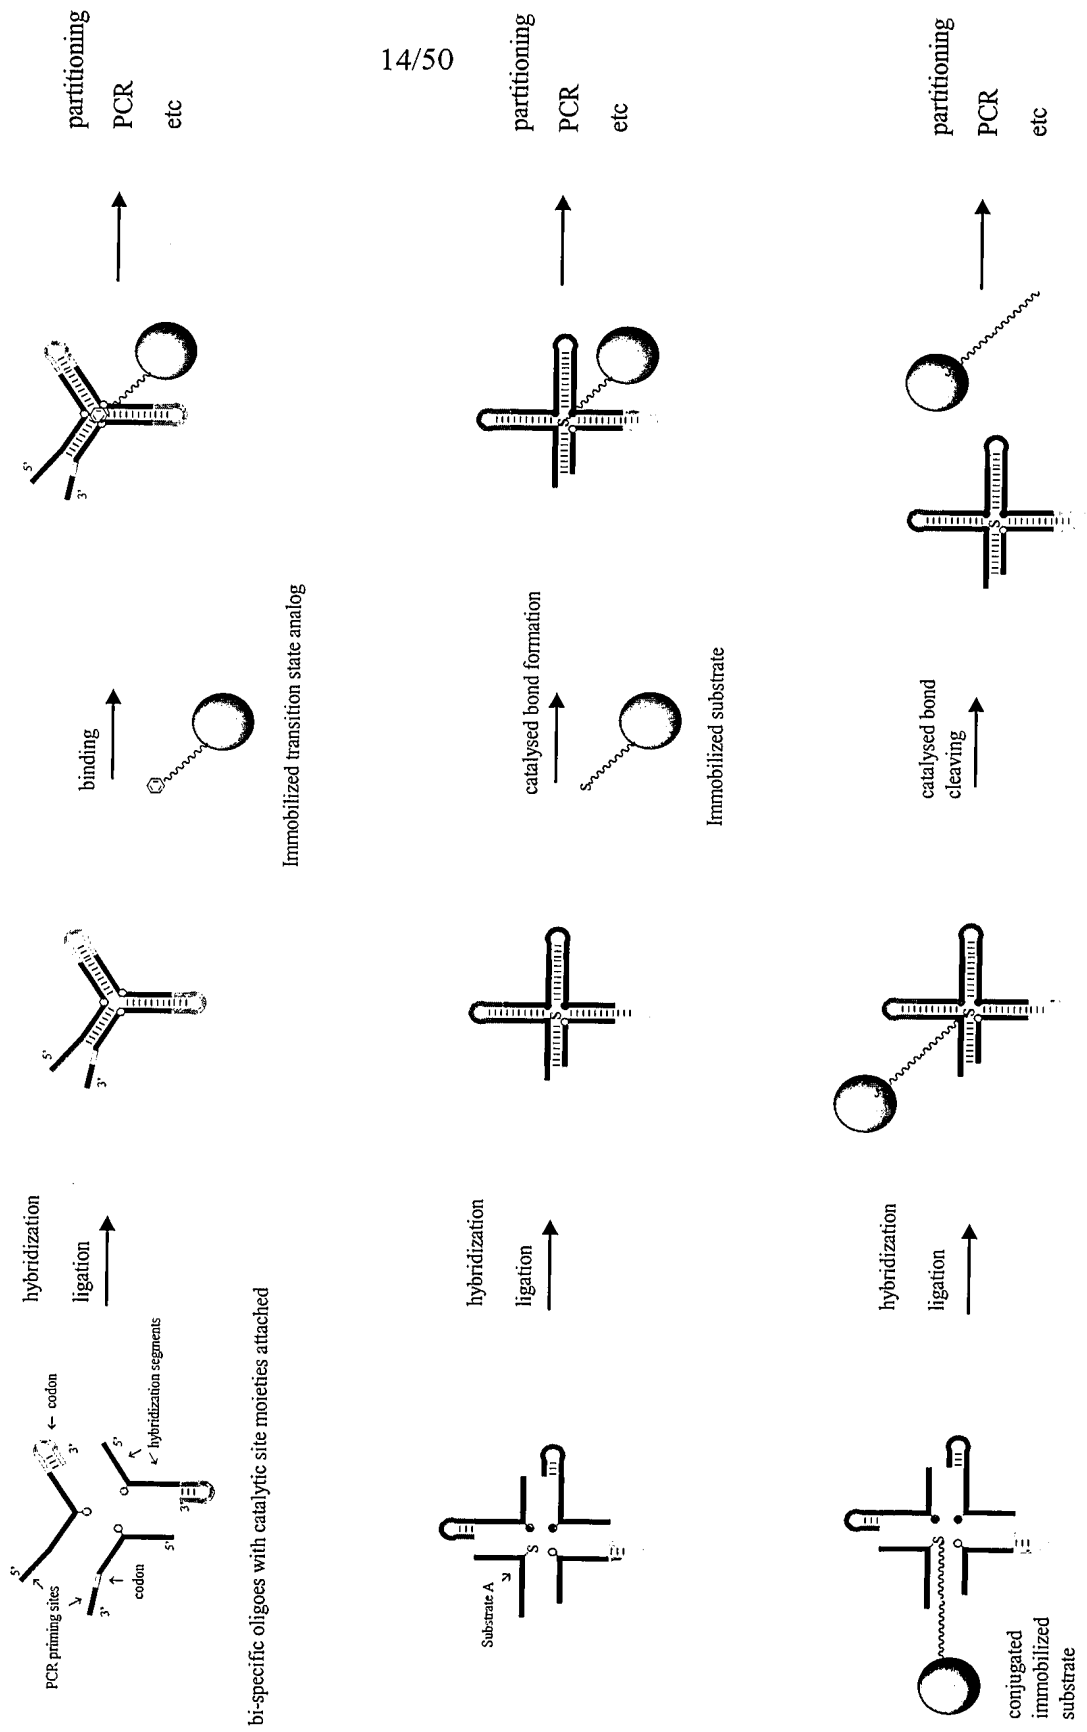 14/50
hybridization
ligation
binding
partitioning
PCR
etc
5'
codon
3'
PCR priming sites
5'
hybridization segments
3'
3'
codon
5'
5'
3'
5'
3'
Immobilized transition state analog
bi-specific oligoes with catalytic site moieties attached
hybridization
ligation
catalysed bond formation
partitioning
PCR
etc
Substrate A
S
S
S
S
Immobilized substrate
hybridization
ligation
catalysed bond
cleaving
partitioning
PCR
etc
S
S
S
S
S
conjugated
immobilized
substrate